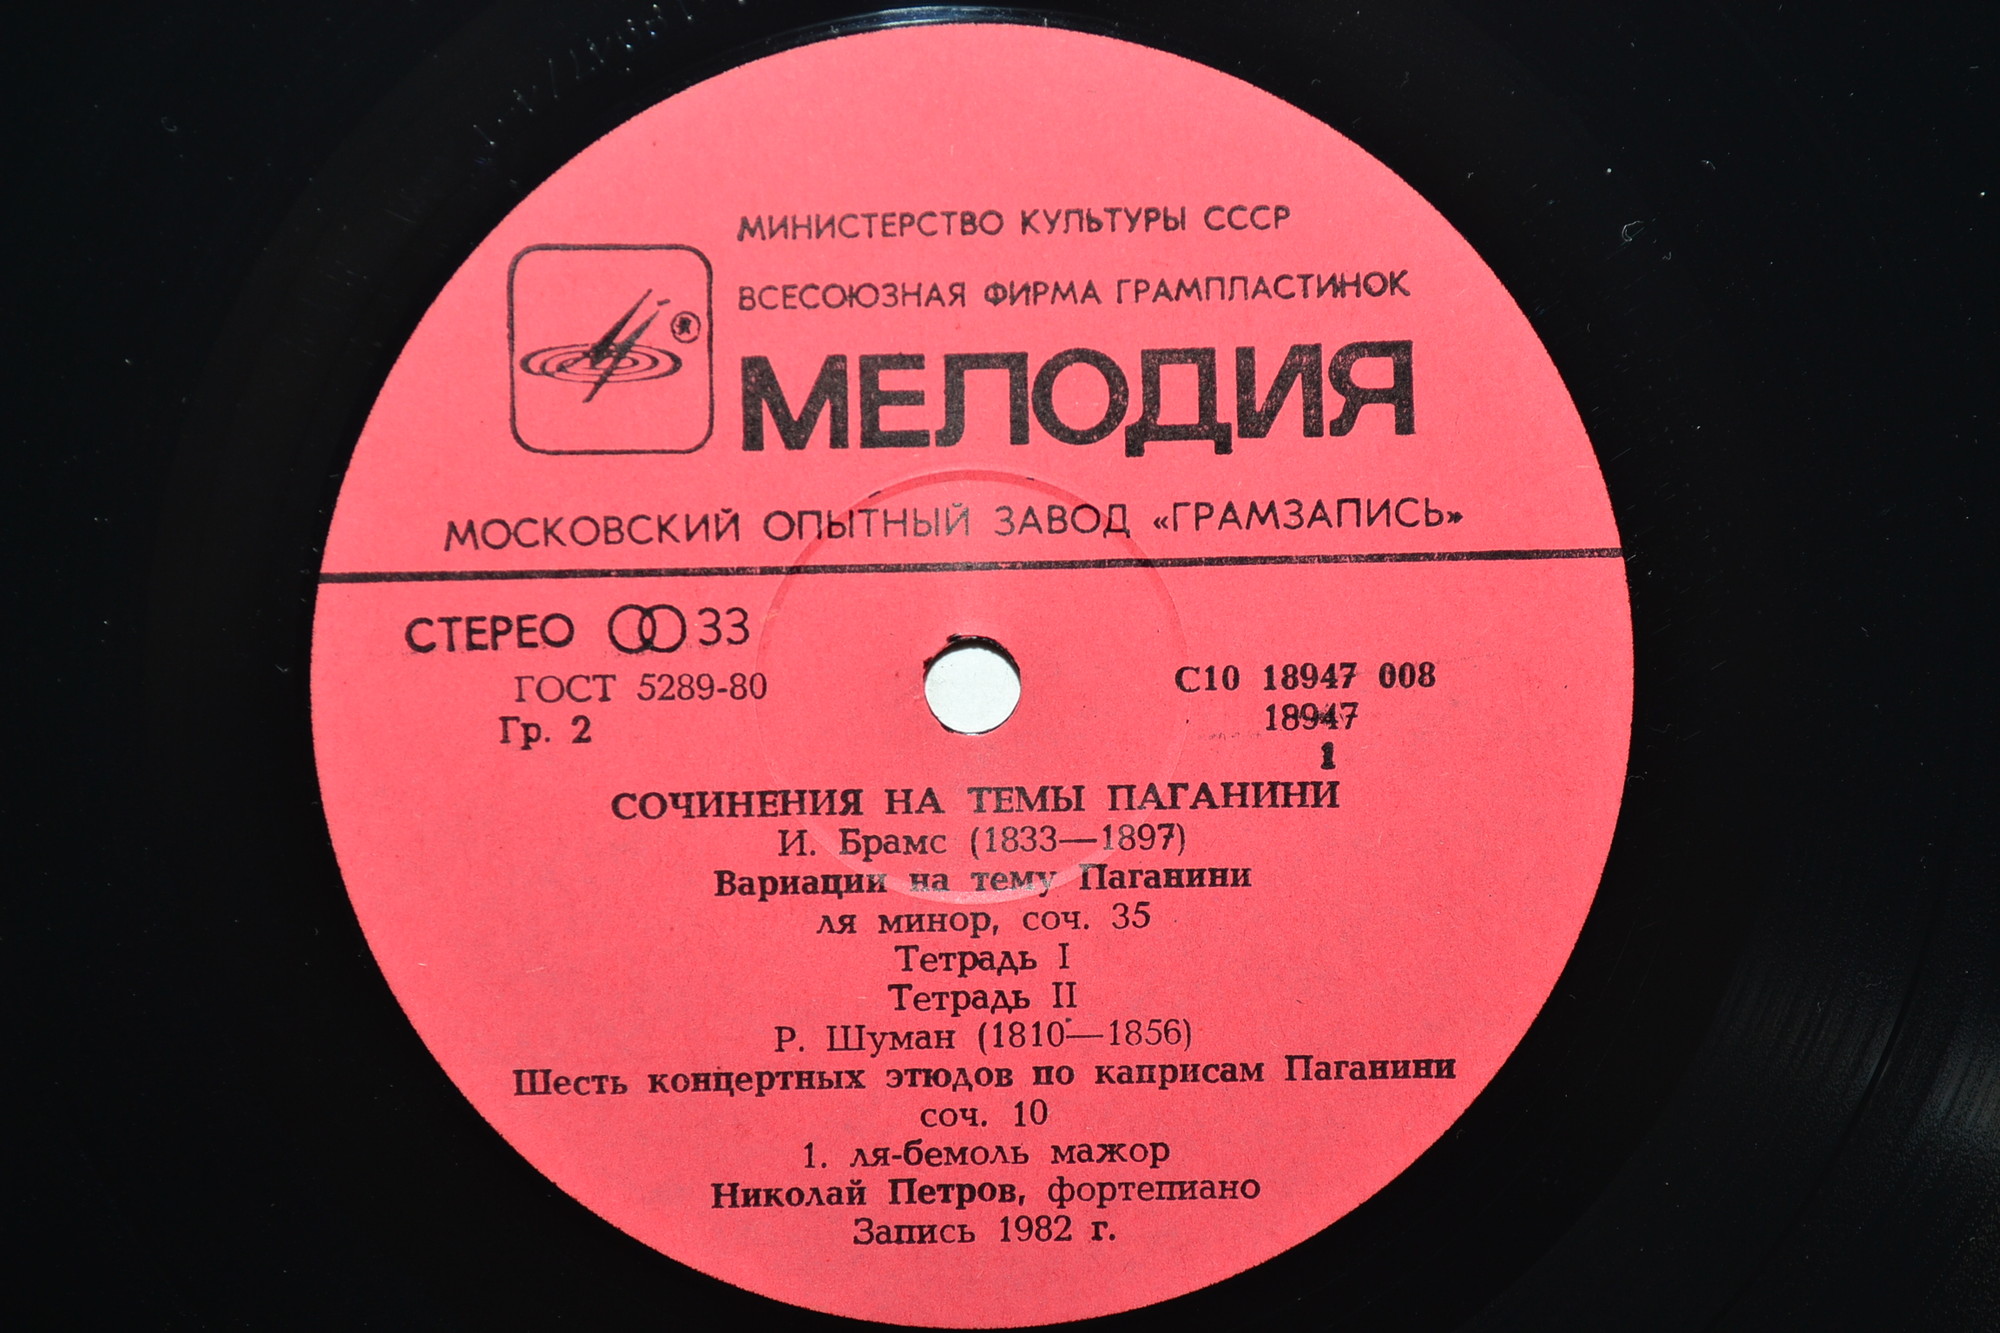 МИНИСТЕРСТВО КУЛЬТУРЫ СССР
ВСЕСОЮЗНАЯ ФИРМА ГРАМПЛАСТИНОК
®
МЕЛОДИЯ
МОСКОВСКИЙ ОПЫТНЫЙ ЗАВОД «ГРАМЗАПИСЬ»
СТЕРЕО 33
ГОСТ 5289-80
Гр. 2
С10 18947 008
18947
1
СОЧИНЕНИЯ НА ТЕМЫ ПАГАНИНИ
И. Брамс (1833—1897)
Вариации на тему Паганини
ля минор, соч. 35
Тетрадь I
Тетрадь II
Р. Шуман (1810—1856)
Шесть концертных этюдов по каприсам Паганини
соч. 10
1. ля-бемоль мажор
Николай Петров, фортепиано
Запись 1982 г.